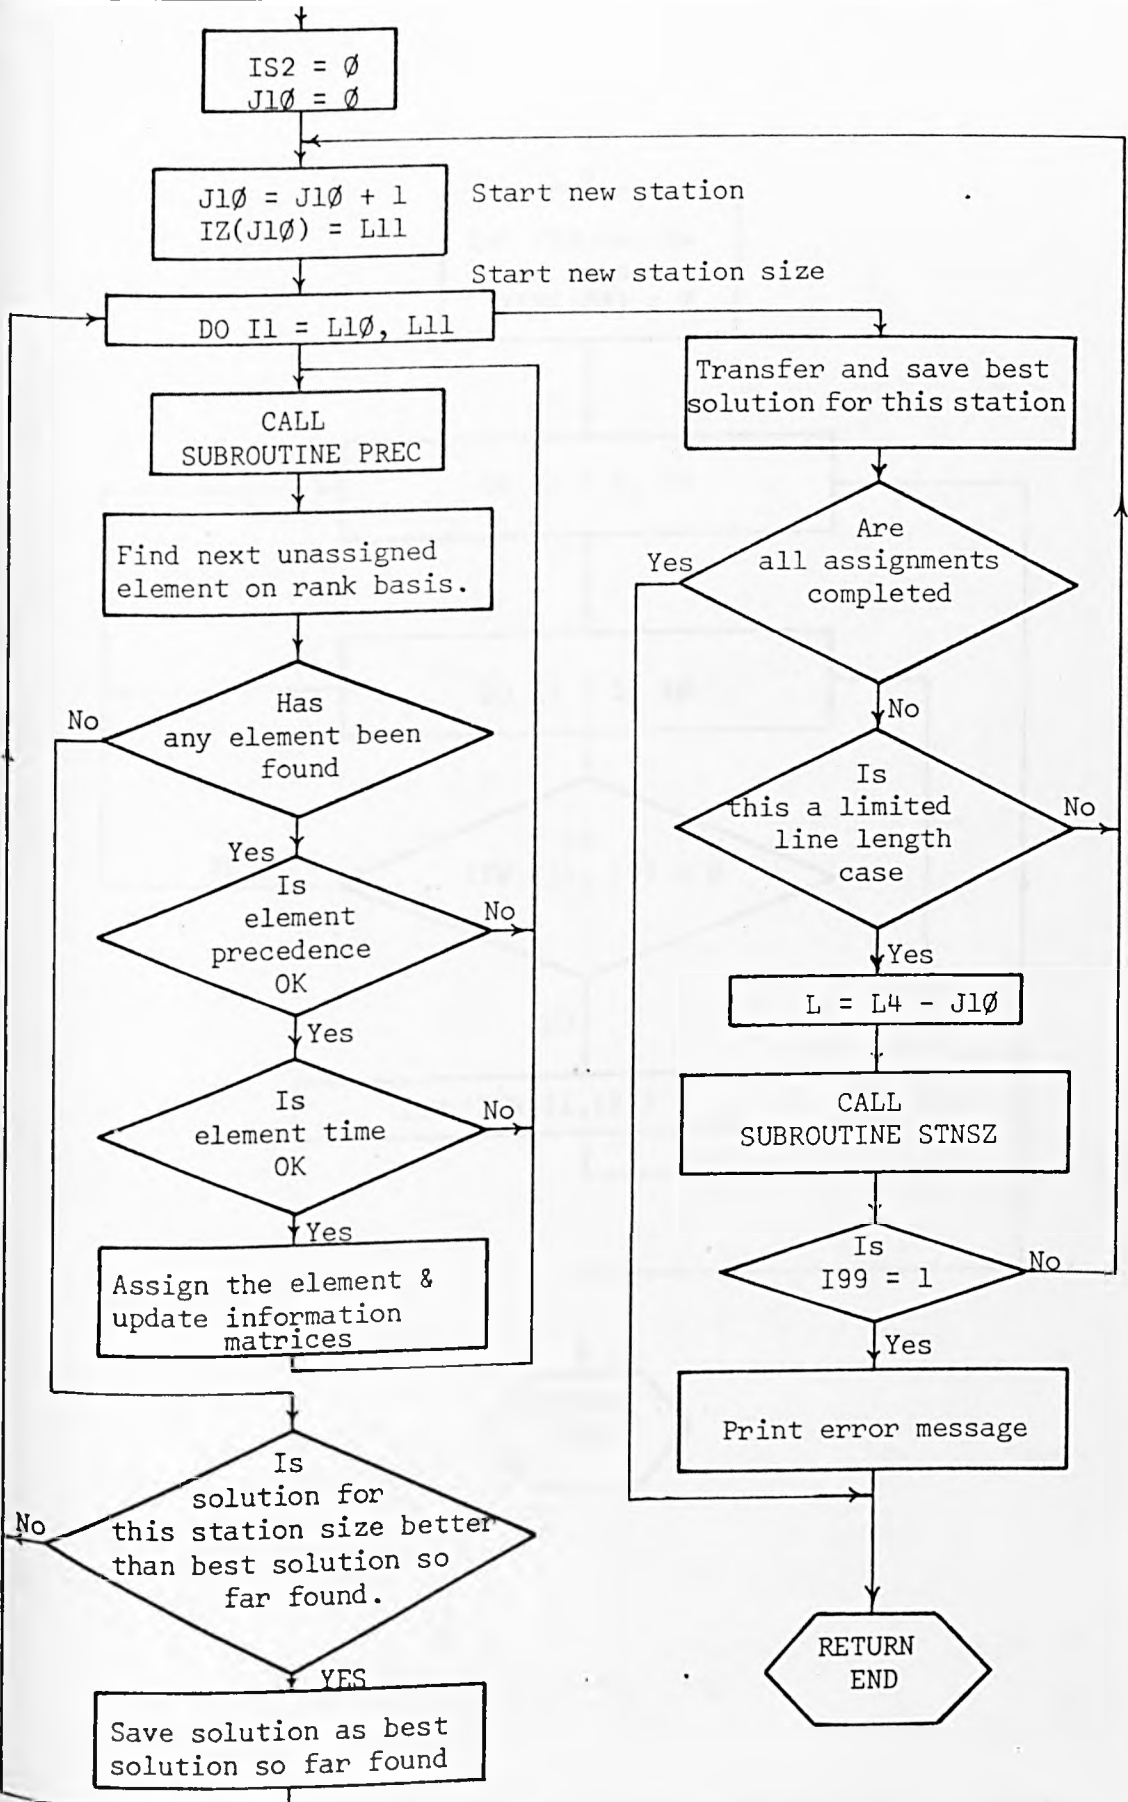 IS2 = Ø
J1Ø = Ø
J1Ø = J1Ø + 1
IZ(J1Ø) = L11
Start new station
Start new station size
DO I1 = L1Ø, L11
CALL
SUBROUTINE PREC
Find next unassigned
element on rank basis.
Has
any element been
found
No
Yes
Is
element
precedence
OK
No
Yes
Is
element time
OK
No
Yes
Assign the element &
update information
matrices
Is
solution for
this station size better
than best solution so
far found.
No
YES
Save solution as best
solution so far found
Transfer and save best
solution for this station
Are
all assignments
completed
Yes
No
Is
this a limited
line length
case
No
Yes
L = L4 - J1Ø
CALL
SUBROUTINE STNSZ
Is
I99 = 1
No
Yes
Print error message
RETURN
END